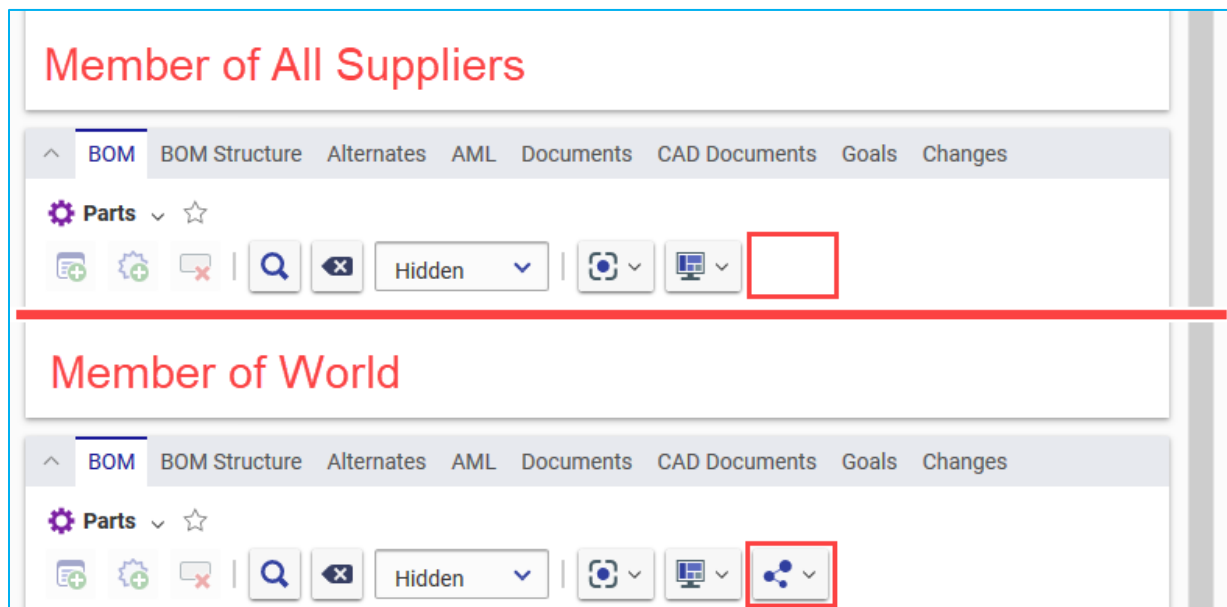 Member of All Suppliers
BOM BOM Structure Alternates AML Documents CAD Documents Goals Changes
Parts
Hidden
Member of World
BOM BOM Structure Alternates AML Documents CAD Documents Goals Changes
Parts
Hidden